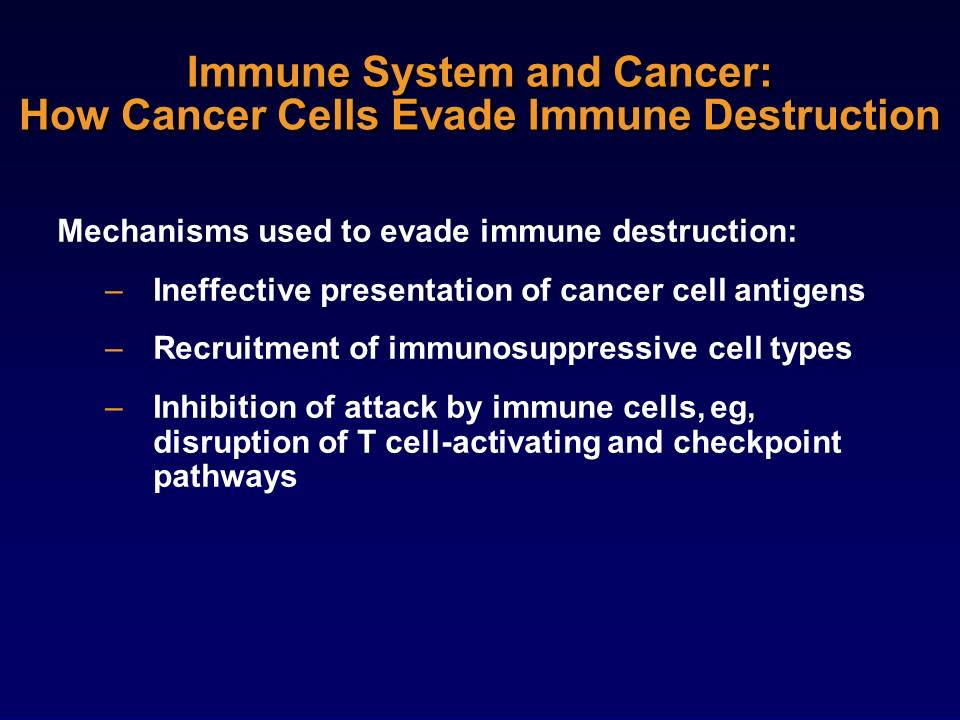 Immune System and Cancer:
How Cancer Cells Evade Immune Destruction
Mechanisms used to evade immune destruction:
– Ineffective presentation of cancer cell antigens
– Recruitment of immunosuppressive cell types
– Inhibition of attack by immune cells, eg,
disruption of T cell-activating and checkpoint
pathways